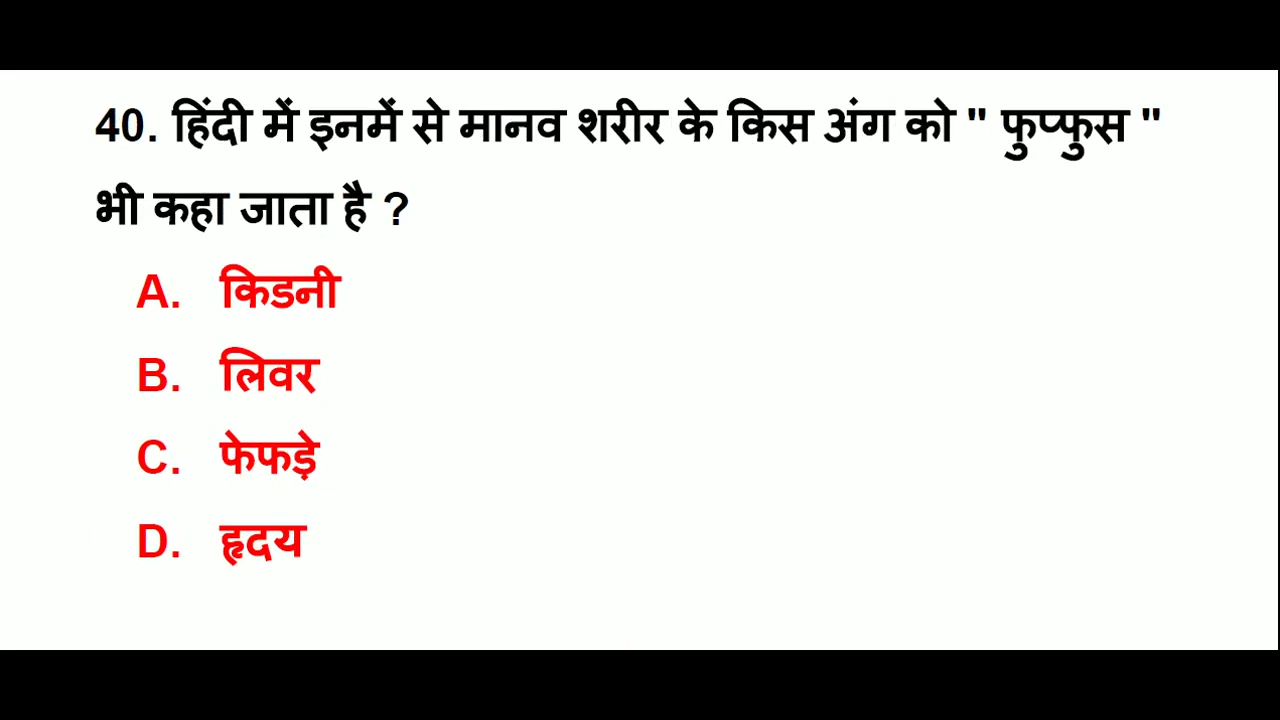 40. हिंदी में इनमें से मानव शरीर के किस अंग को " फुप्फुस "
भी कहा जाता है ?
A. किडनी
B. लिवर
C. फेफड़े
D. हृदय